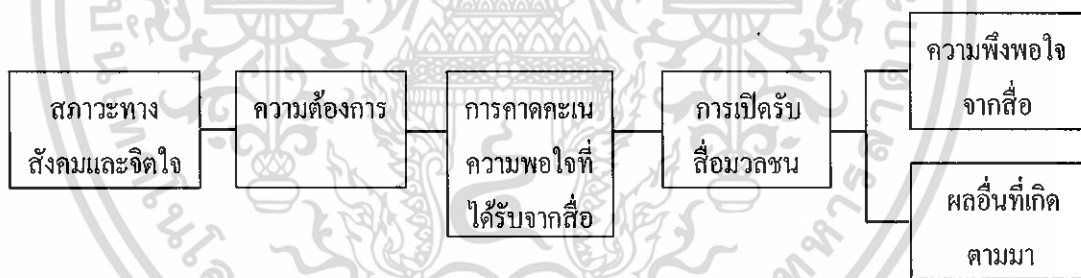 สภาวะทาง
สังคมและจิตใจ
ความต้องการ
การคาดคะเน
ความพอใจที่
ได้รับจากสื่อ
การเปิดรับ
สื่อมวลชน
ความพึงพอใจ
จากสื่อ
ผลอื่นที่เกิด
ตามมา